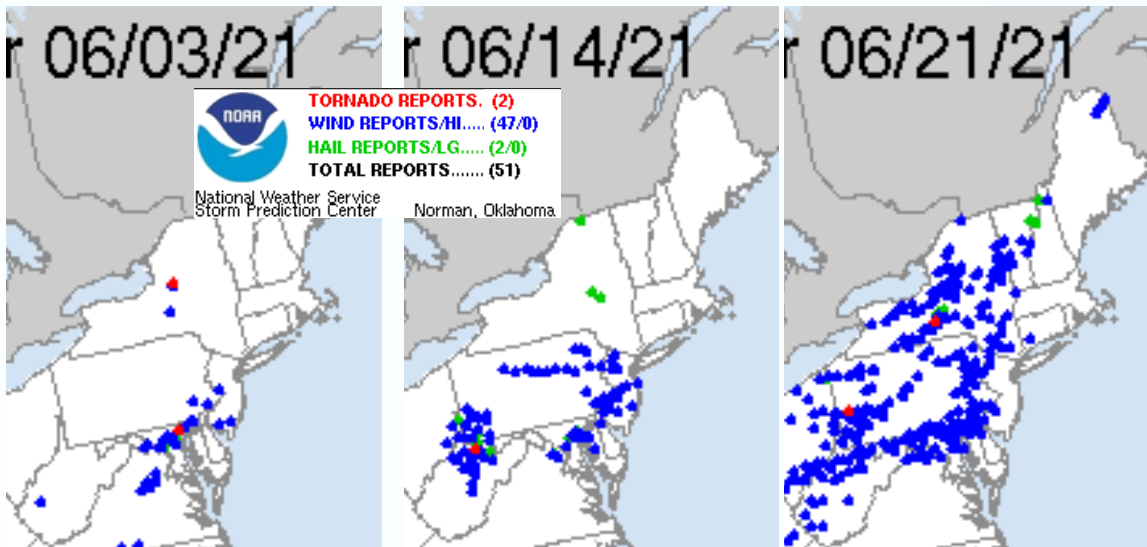 r 06/03/21
r 06/14/21
r 06/21/21
NOAA
TORNADO REPORTS. (2)
WIND REPORTS/HI..... (47/0)
HAIL REPORTS/LG..... (2/0)
TOTAL REPORTS....... (51)
National Weather Service
Storm Prediction Center Norman, Oklahoma